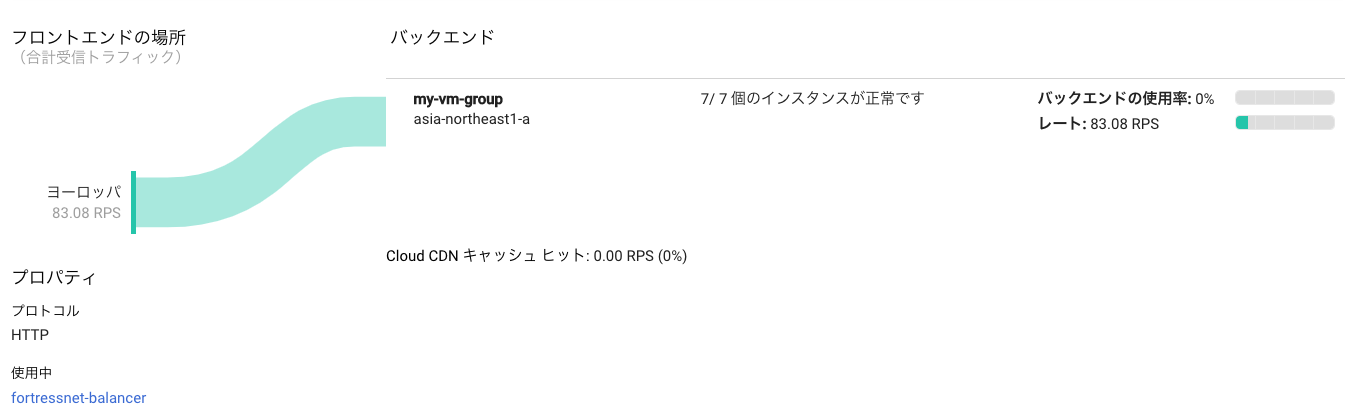 フロントエンドの場所
（合計受信トラフィック）
バックエンド
my-vm-group
asia-northeast1-a
7/ 7 個のインスタンスが正常です
バックエンドの使用率: 0%
レート: 83.08 RPS
ヨーロッパ
83.08 RPS
Cloud CDN キャッシュ ヒット: 0.00 RPS (0%)
プロパティ
プロトコル
HTTP
使用中
fortressnet-balancer